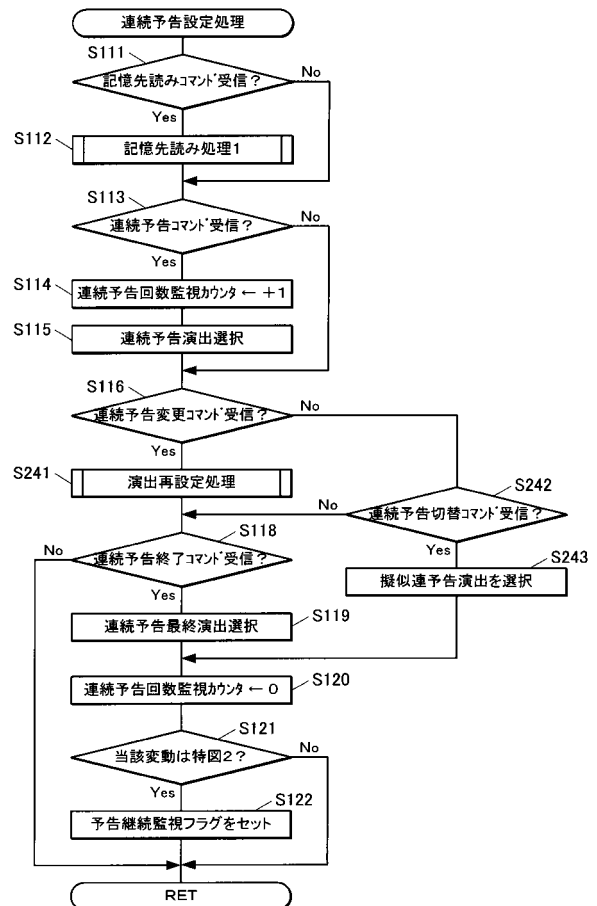 連続予告設定処理
S111
記憶先読みコマンド受信？
No
Yes
S112
記憶先読み処理1
S113
連続予告コマンド受信？
No
Yes
S114
連続予告回数監視カウンタ ← +1
S115
連続予告演出選択
S116
連続予告変更コマンド受信？
No
Yes
S241
演出再設定処理
S242
連続予告切替コマンド受信？
No
Yes
S243
擬似連予告演出を選択
S118
連続予告終了コマンド受信？
No
Yes
S119
連続予告最終演出選択
S120
連続予告回数監視カウンタ ← 0
S121
当該変動は特図2？
No
Yes
S122
予告継続監視フラグをセット
RET